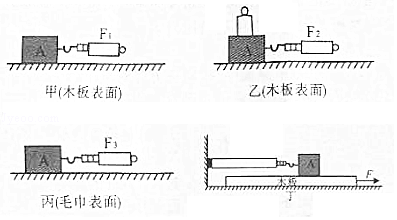 A F₁
甲(木板表面)
A F₂
乙(木板表面)
A F₃
丙(毛巾表面)
A F
木板
丁